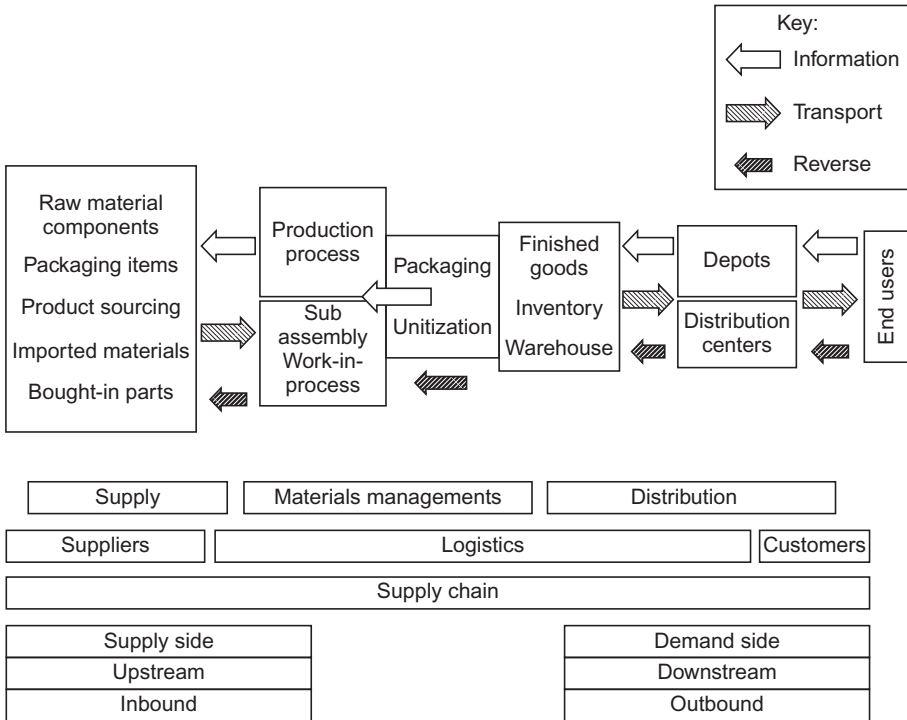 Key:
Information
Transport
Reverse
Raw material
components
Packaging items
Product sourcing
Imported materials
Bought-in parts
Production
process
Sub
assembly
Work-in-
process
Packaging
Unitization
Finished
goods
Inventory
Warehouse
Depots
Distribution
centers
End users
Supply
Materials managements
Distribution
Suppliers
Logistics
Customers
Supply chain
Supply side
Upstream
Inbound
Demand side
Downstream
Outbound